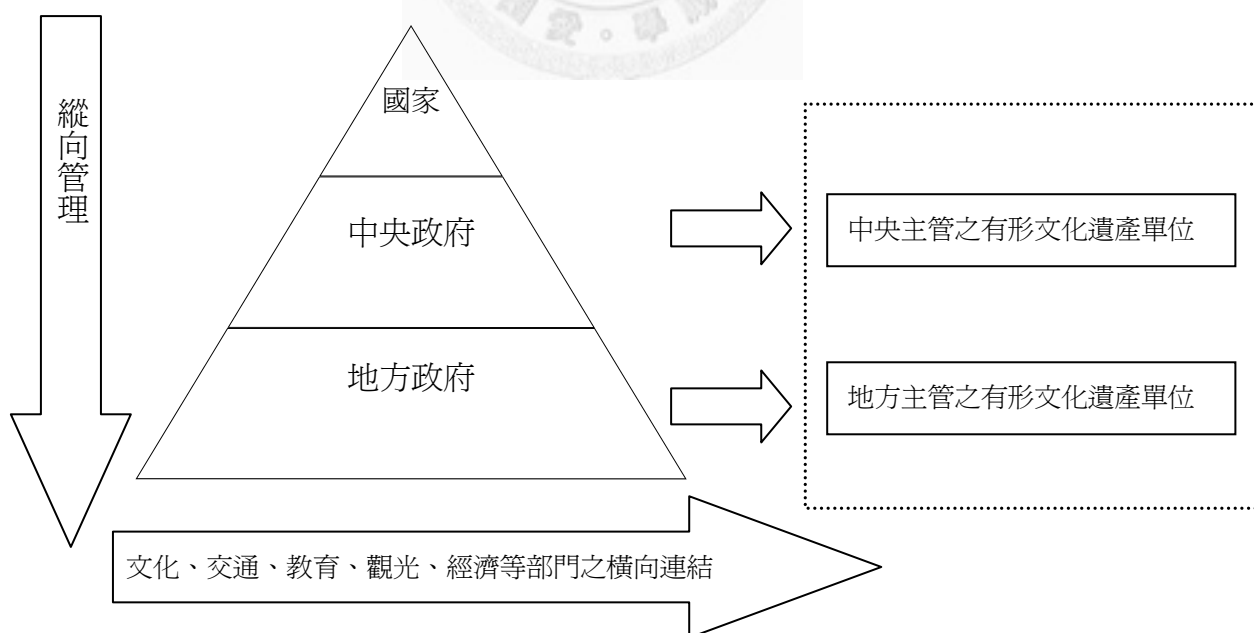 縱向管理
國家
中央政府
中央主管之有形文化遺產單位
地方政府
地方主管之有形文化遺產單位
文化、交通、教育、觀光、經濟等部門之橫向連結